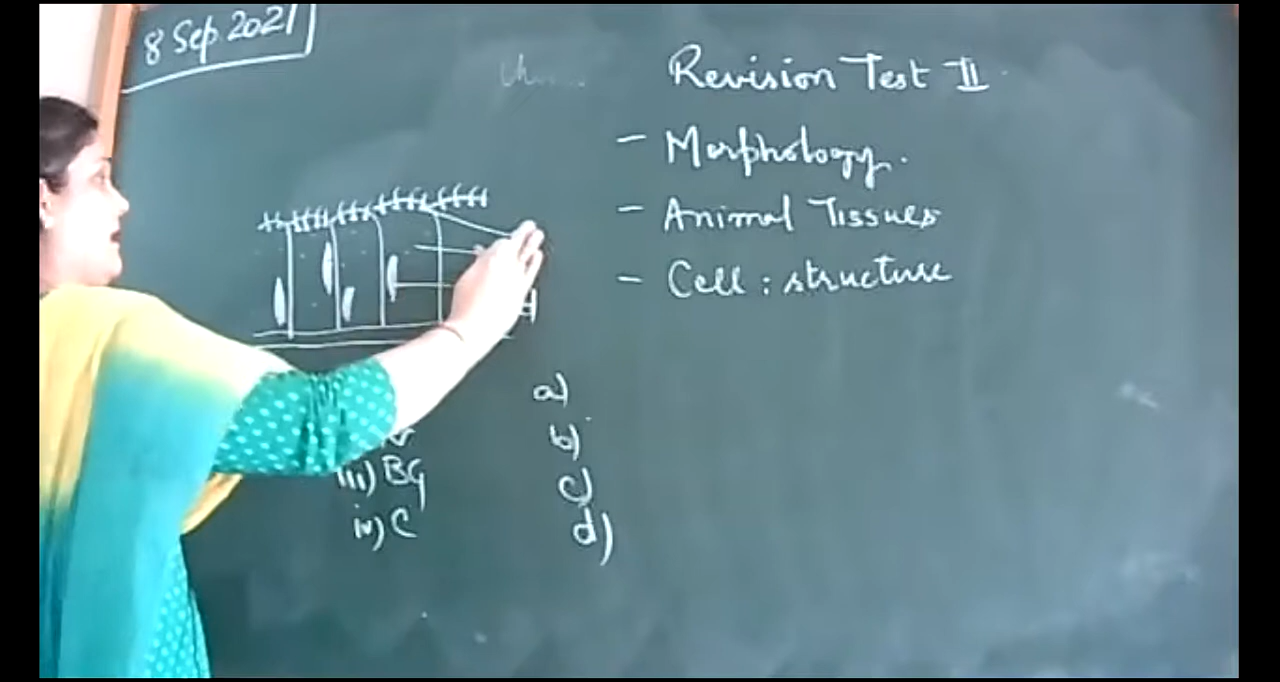 8 Sep 2021
Revision Test II
- Morphology.
- Animal Tissues
- Cell : structure
iii) BG
iv) C
a)
b)
c)
d)